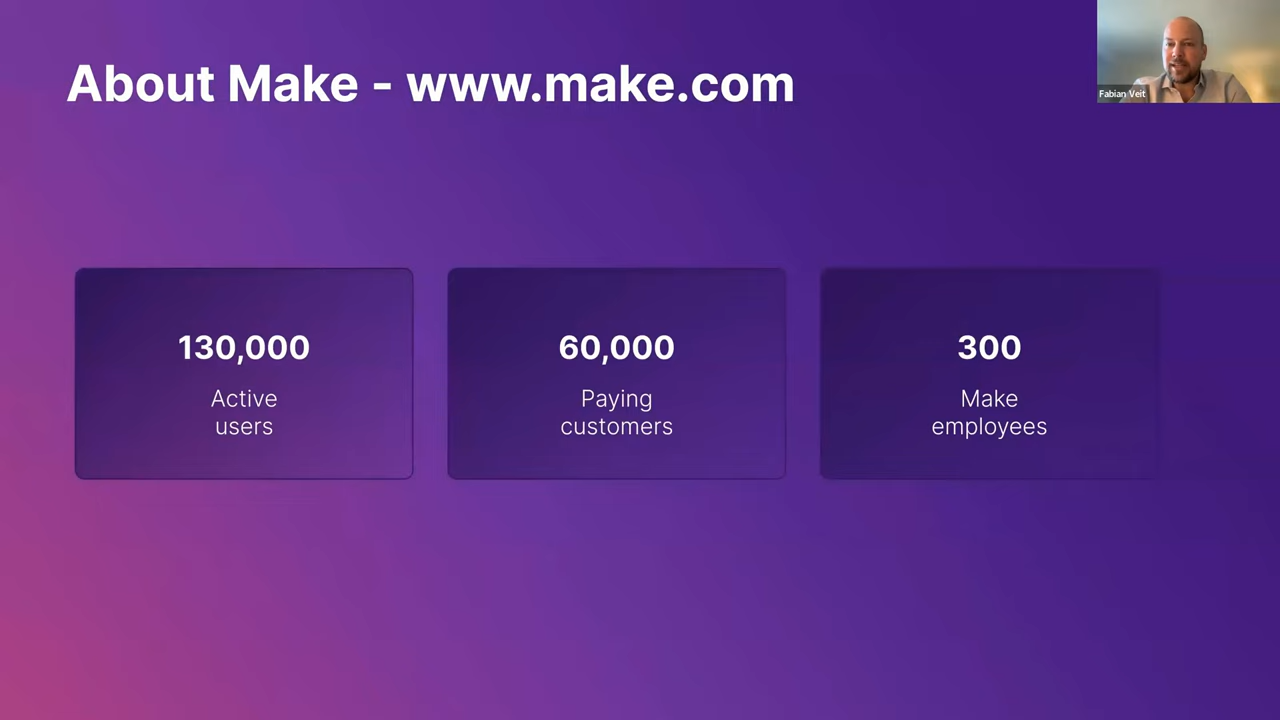 About Make - www.make.com
Fabian Veit
130,000
Active
users
60,000
Paying
customers
300
Make
employees